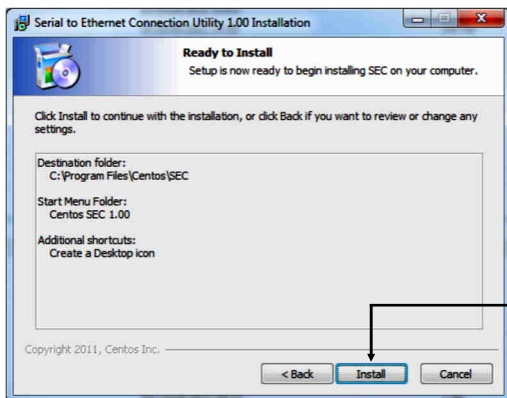 Serial to Ethernet Connection Utility 1.00 Installation
Ready to Install
Setup is now ready to begin installing SEC on your computer.
Click Install to continue with the installation, or click Back if you want to review or change any
settings.
Destination folder:
C:\Program Files\Centos\SEC
Start Menu Folder:
Centos SEC 1.00
Additional shortcuts:
Create a Desktop icon
Copyright 2011, Centos Inc.
< Back
Install
Cancel